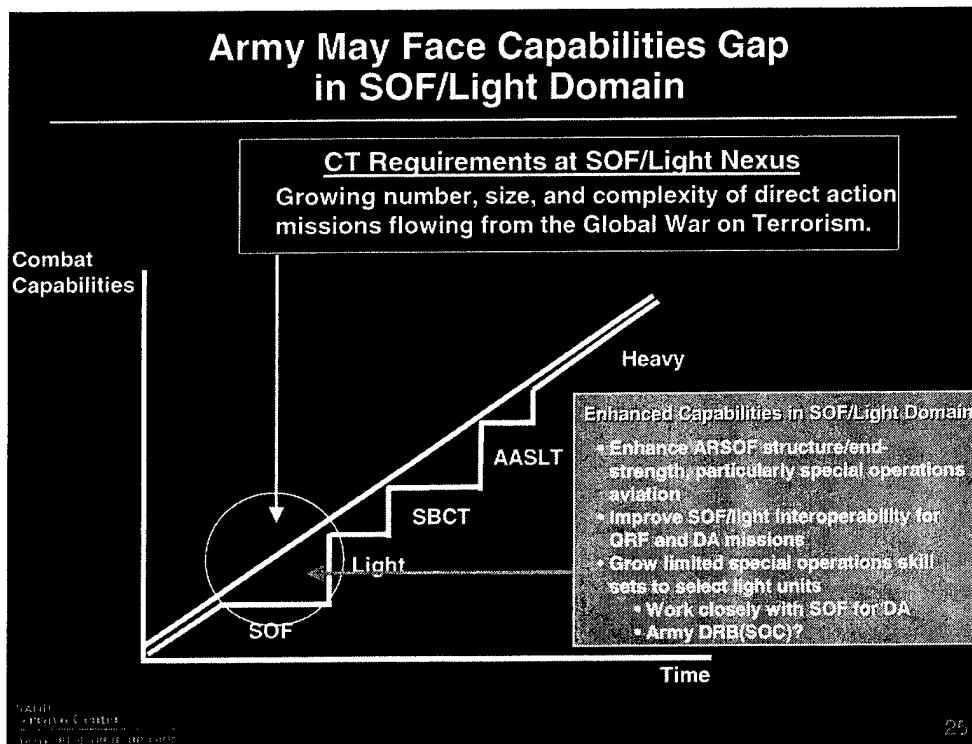 Army May Face Capabilities Gap
in SOF/Light Domain
CT Requirements at SOF/Light Nexus
Growing number, size, and complexity of direct action
missions flowing from the Global War on Terrorism.
Combat
Capabilities
Heavy
AASLT
SBCT
Light
SOF
Time
Enhanced Capabilities in SOF/Light Domain
• Enhance ARSOF structure/end-
strength, particularly special operations
aviation
• Improve SOF/light interoperability for
QRF and DA missions
• Grow limited special operations skill
sets to select light units
• Work closely with SOF for DA
• Army DRB(SOC)?
Center
25